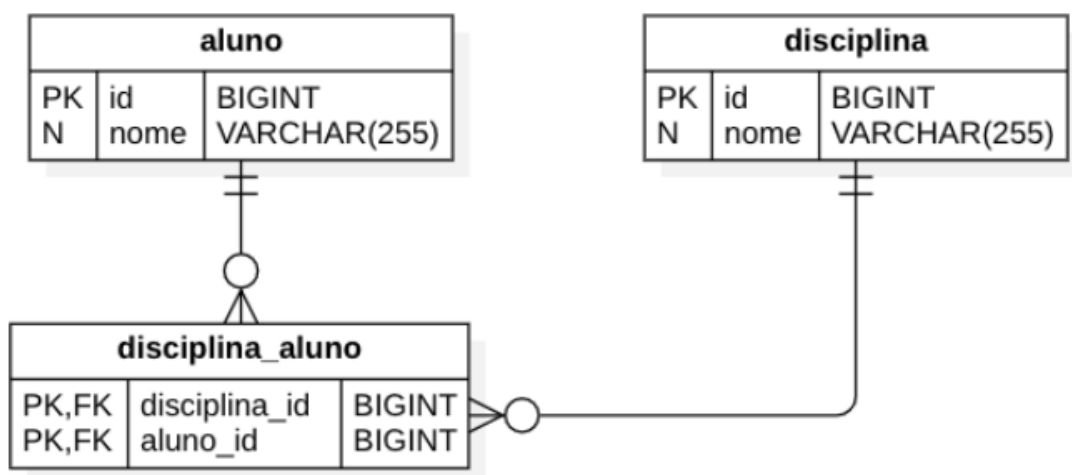 aluno
PK id BIGINT
N nome VARCHAR(255)
disciplina
PK id BIGINT
N nome VARCHAR(255)
disciplina_aluno
PK,FK disciplina_id BIGINT
PK,FK aluno_id BIGINT